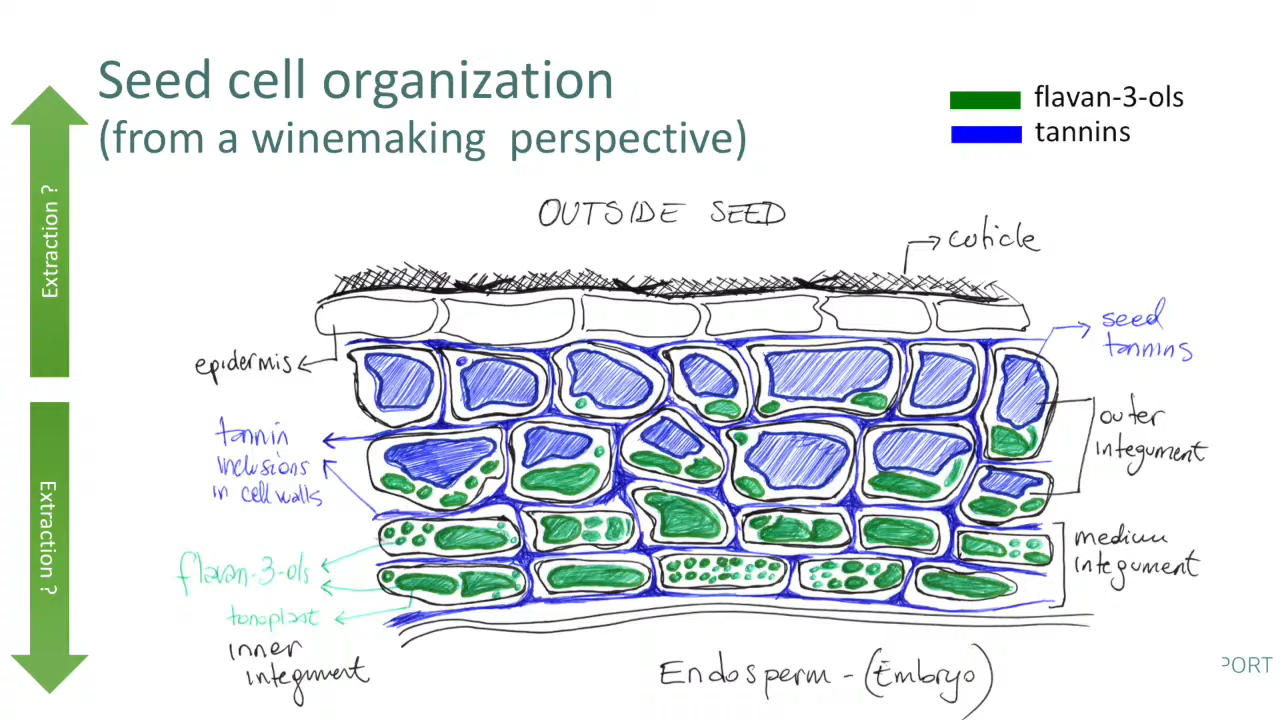 Seed cell organization
(from a winemaking perspective)
flavan-3-ols
tannins
Extraction ?
Extraction ?
OUTSIDE SEED
cuticle
epidermis
seed
tannins
tannin
inclusions
in cell walls
outer
integument
flavan-3-ols
tonoplast
inner
integument
medium
integument
Endosperm - (Embryo)
PORT